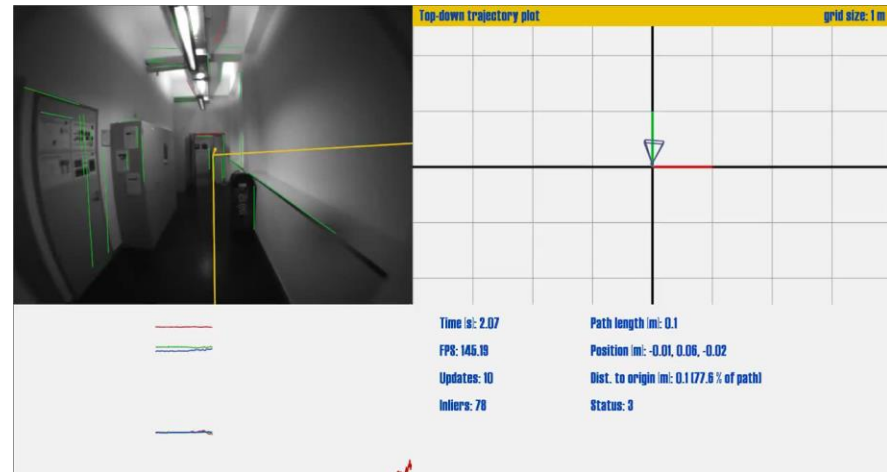 Top-down trajectory plot
grid size: 1 m
Time [s]: 2.07
Path length [m]: 0.1
FPS: 145.19
Position [m]: -0.01, 0.06, -0.02
Updates: 10
Dist. to origin [m]: 0.1 (77.6 % of path)
Inliers: 78
Status: 3